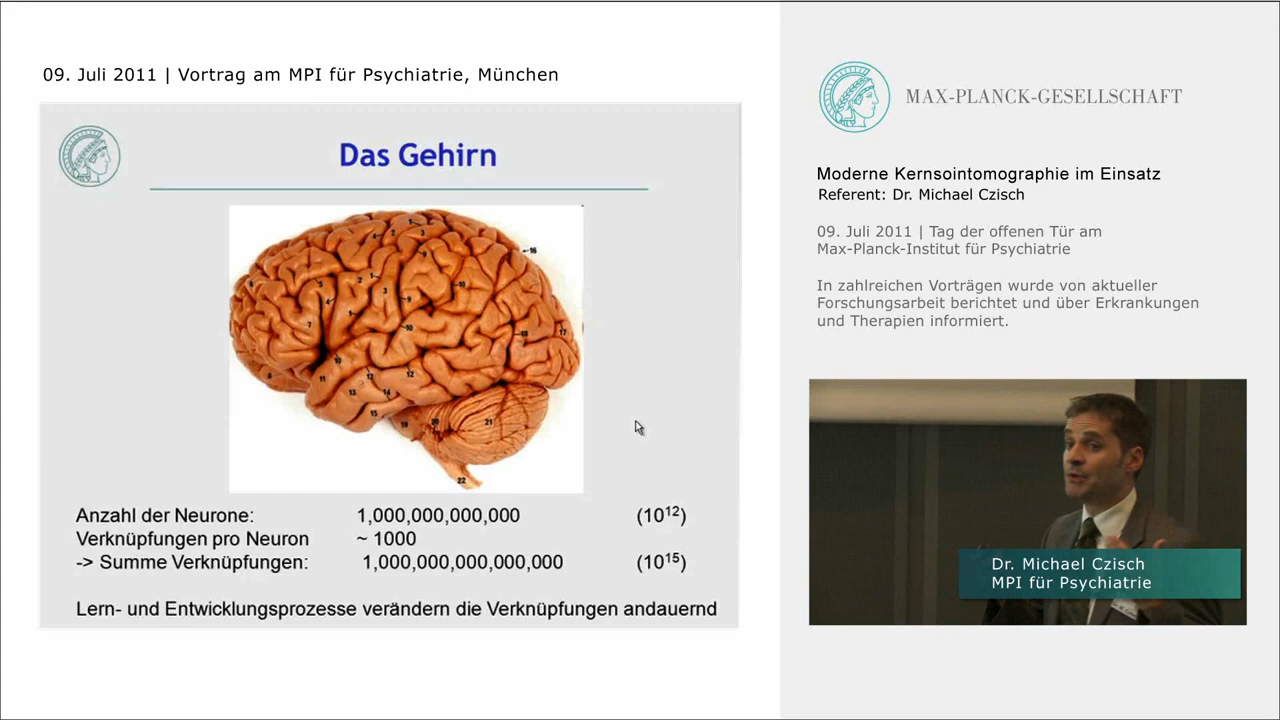 09. Juli 2011 | Vortrag am MPI für Psychiatrie, München
Das Gehirn
Anzahl der Neurone: 1,000,000,000,000 (10¹²)
Verknüpfungen pro Neuron ~ 1000
-> Summe Verknüpfungen: 1,000,000,000,000,000 (10¹⁵)
Lern- und Entwicklungsprozesse verändern die Verknüpfungen andauernd
MAX-PLANCK-GESELLSCHAFT
Moderne Kernsointomographie im Einsatz
Referent: Dr. Michael Czisch
09. Juli 2011 | Tag der offenen Tür am
Max-Planck-Institut für Psychiatrie
In zahlreichen Vorträgen wurde von aktueller
Forschungsarbeit berichtet und über Erkrankungen
und Therapien informiert.
Dr. Michael Czisch
MPI für Psychiatrie